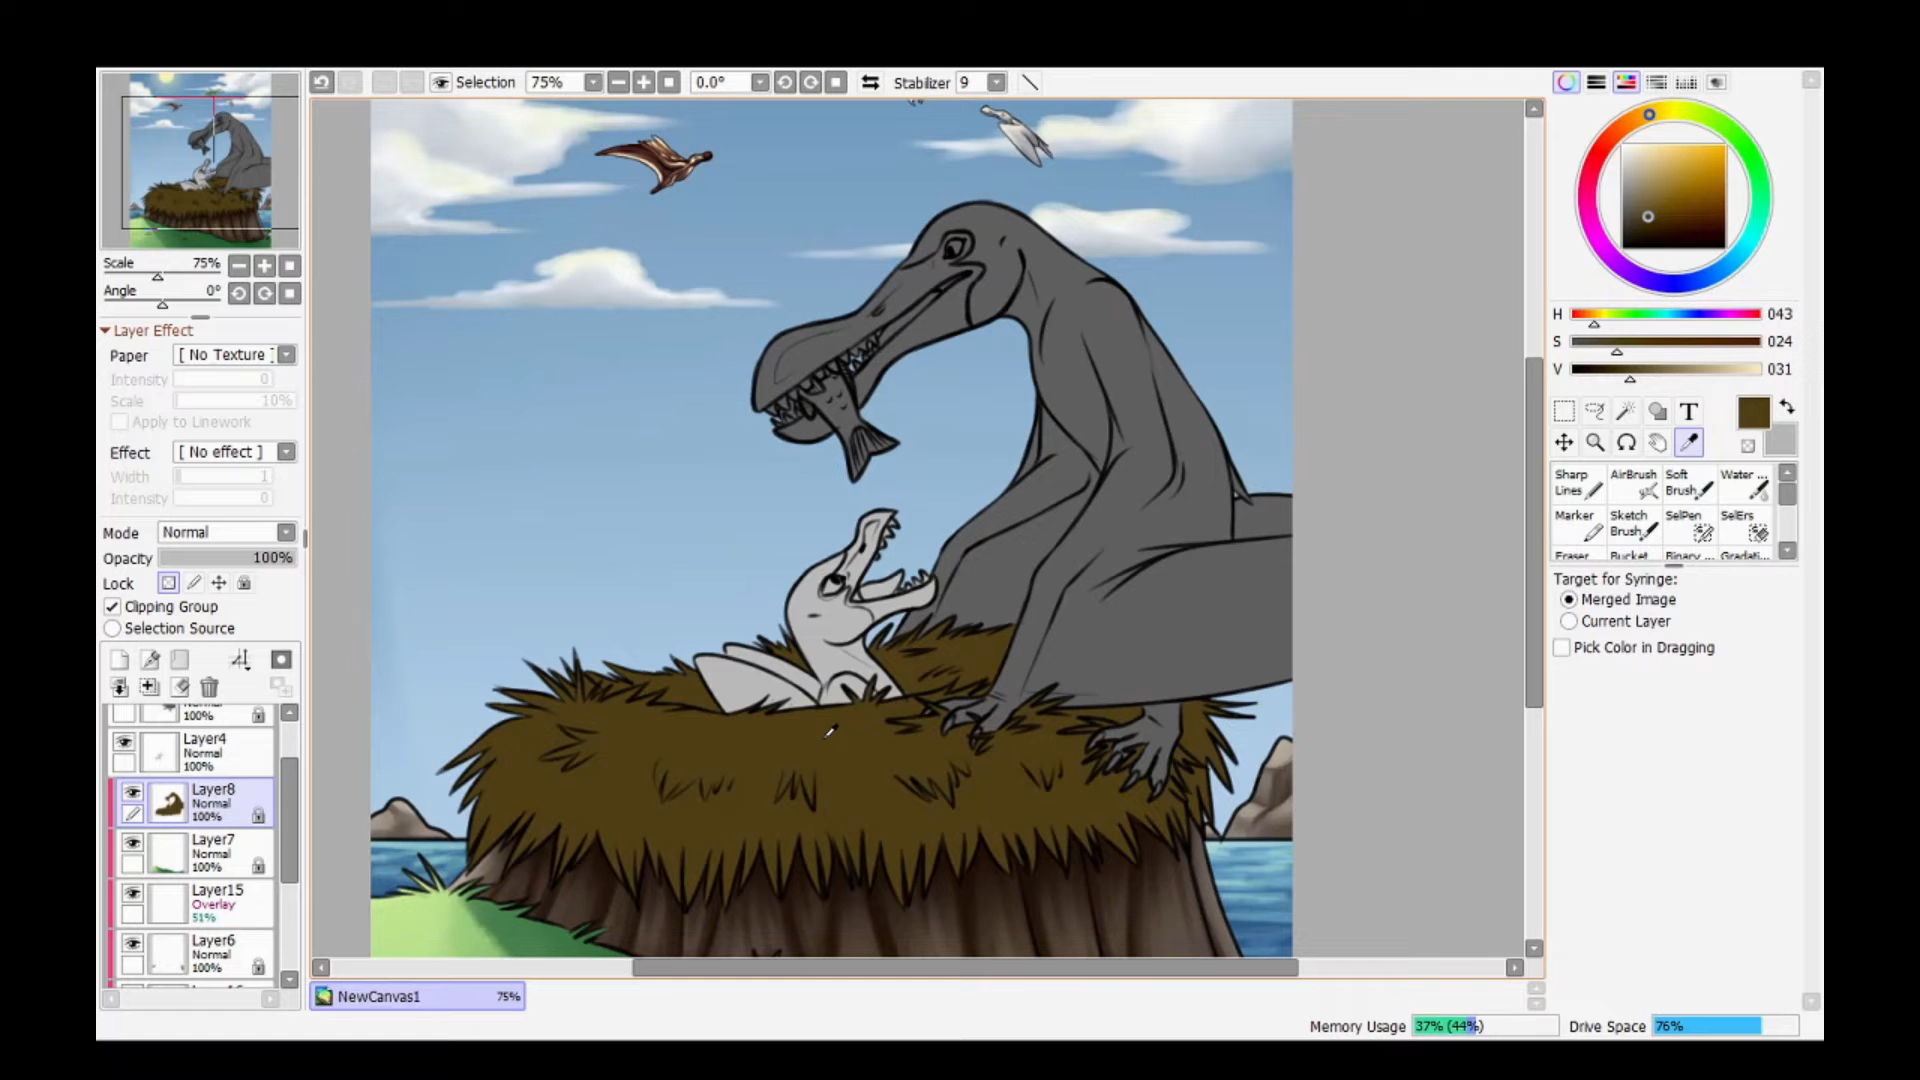 Selection 75% 0.0° Stabilizer 9
Scale 75%
Angle 0°
Layer Effect
Paper [ No Texture ]
Intensity 0
Scale 10%
Apply to Linework
Effect [ No effect ]
Width 1
Intensity 0
Mode Normal
Opacity 100%
Lock
Clipping Group
Selection Source
100%
Layer4
Normal
100%
Layer8
Normal
100%
Layer7
Normal
100%
Layer15
Overlay
51%
Layer6
Normal
100%
NewCanvas1 75%
H 043
S 024
V 031
T
Sharp Lines
AirBrush
Soft Brush
Water ...
Marker
Sketch Brush
SelPen
SelErs
Eraser
Bucket
Binary ...
Gradati...
Target for Syringe:
Merged Image
Current Layer
Pick Color in Dragging
Memory Usage 37% (44%)
Drive Space 76%